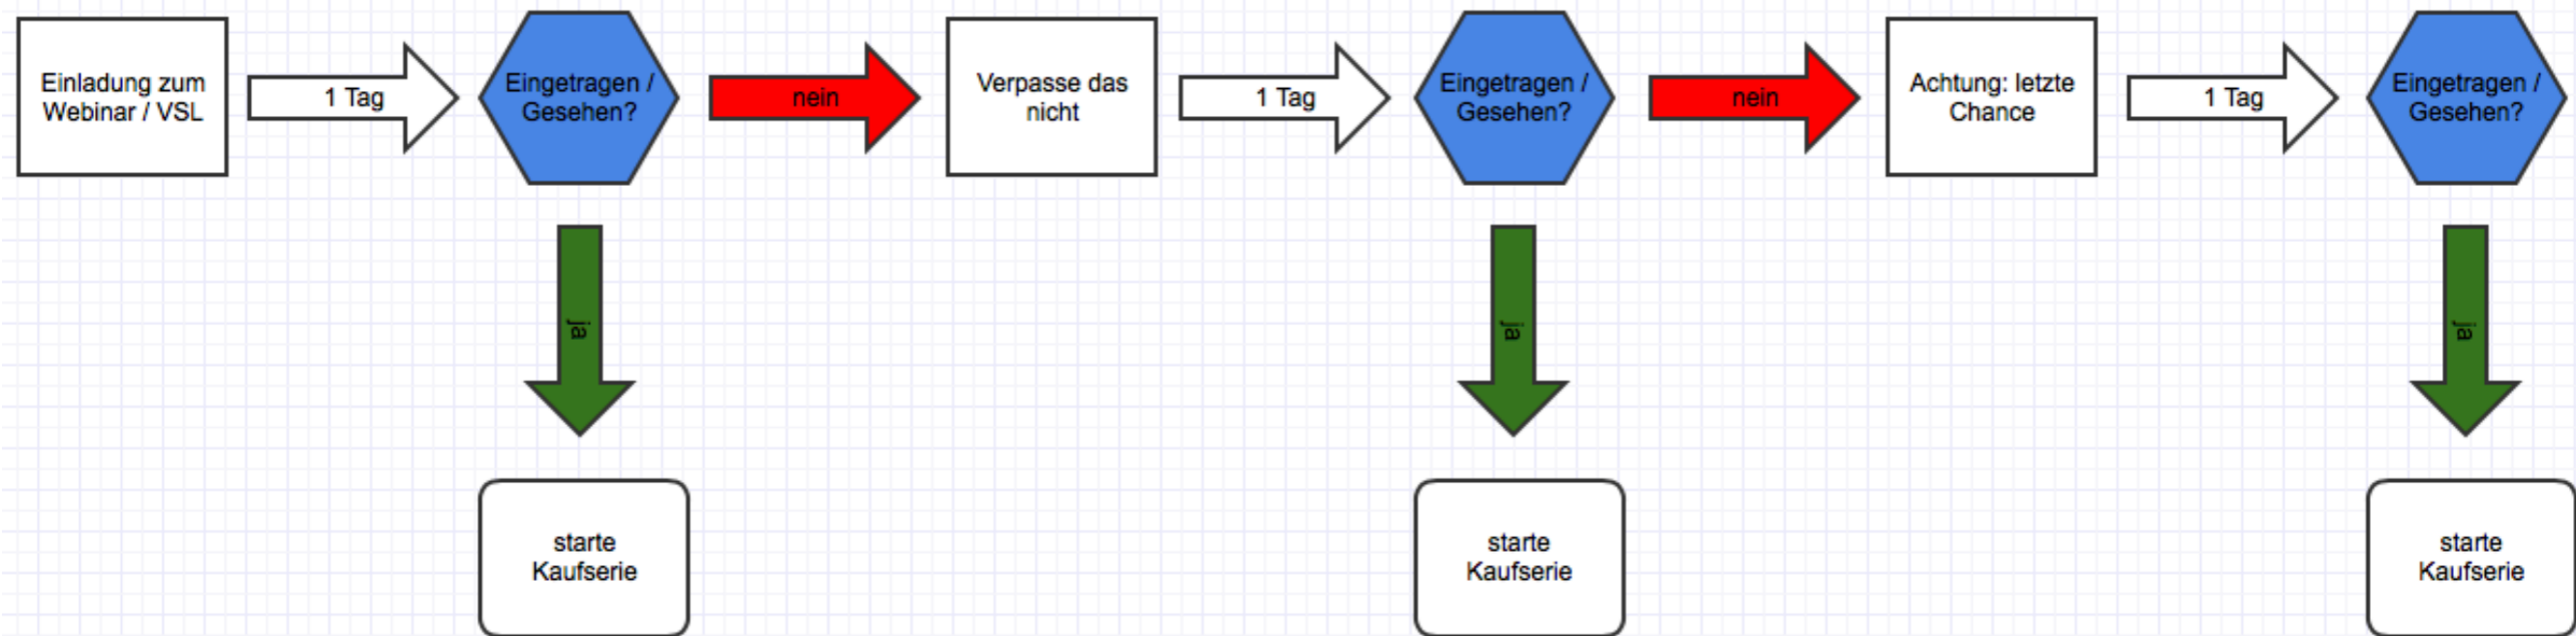 Einladung zum
Webinar / VSL
1 Tag
Eingetragen /
Gesehen?
nein
Verpasse das
nicht
1 Tag
Eingetragen /
Gesehen?
nein
Achtung: letzte
Chance
1 Tag
Eingetragen /
Gesehen?
ja
ja
ja
starte
Kaufserie
starte
Kaufserie
starte
Kaufserie